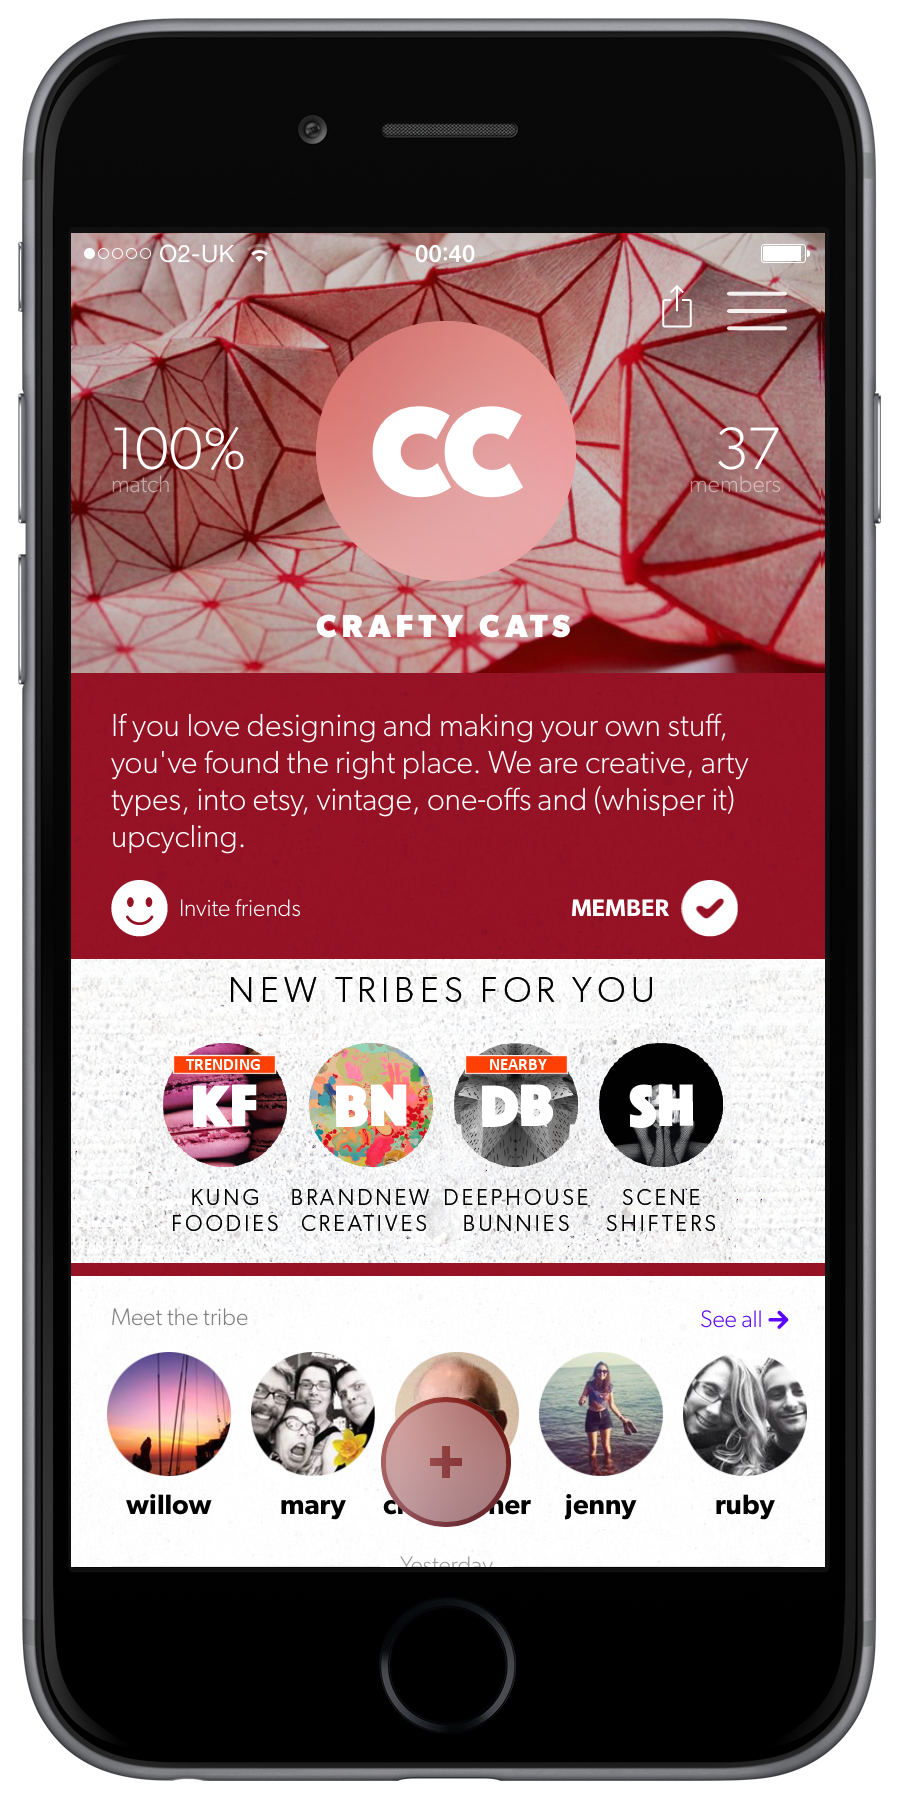 O2-UK 00:40
100%
match
CC
37
members
CRAFTY CATS
If you love designing and making your own stuff,
you've found the right place. We are creative, arty
types, into etsy, vintage, one-offs and (whisper it)
upcycling.
Invite friends
MEMBER
NEW TRIBES FOR YOU
TRENDING
NEARBY
KF
BN
DB
SH
KUNG
FOODIES
BRANDNEW
CREATIVES
DEEPHOUSE
BUNNIES
SCENE
SHIFTERS
Meet the tribe
See all
+
willow
mary
jenny
ruby
Yesterday